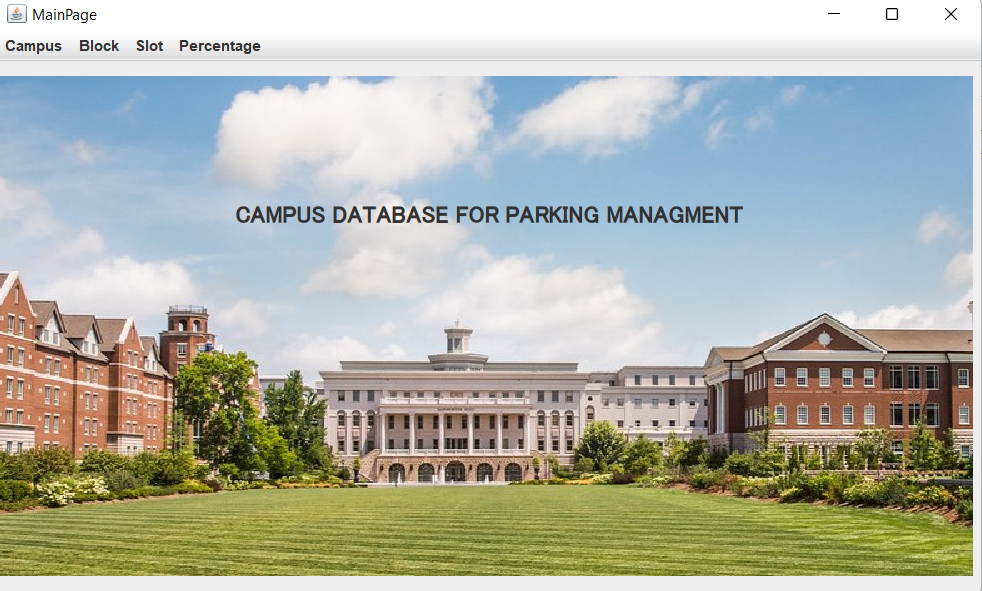 MainPage
Campus Block Slot Percentage
CAMPUS DATABASE FOR PARKING MANAGMENT